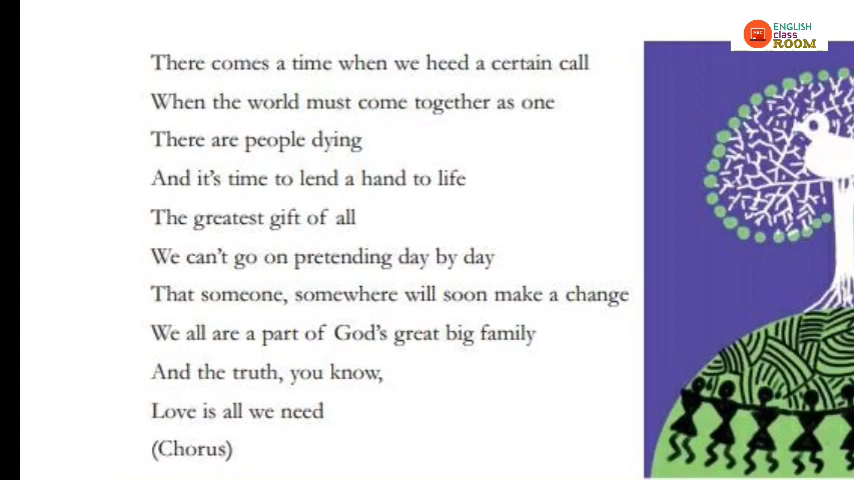 ENGLISH
class
ROOM
There comes a time when we heed a certain call
When the world must come together as one
There are people dying
And it's time to lend a hand to life
The greatest gift of all
We can't go on pretending day by day
That someone, somewhere will soon make a change
We all are a part of God's great big family
And the truth, you know,
Love is all we need
(Chorus)